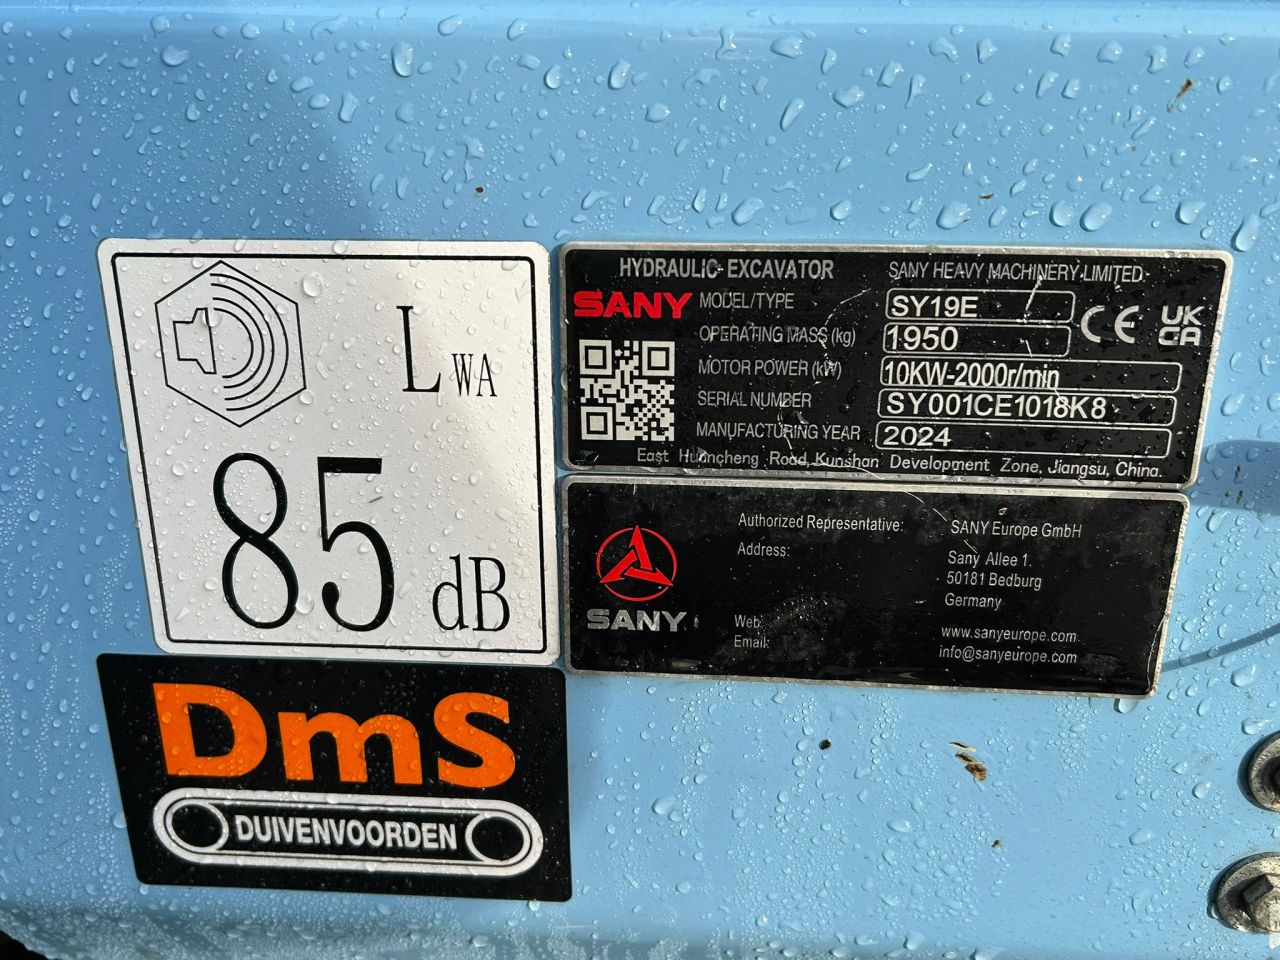 LWA
85 dB
HYDRAULIC EXCAVATOR SANY HEAVY MACHINERY LIMITED
SANY MODEL/TYPE SY19E CE UK CA
OPERATING MASS (kg) 1950
MOTOR POWER (kW) 10KW-2000r/min
SERIAL NUMBER SY001CE1018K8
MANUFACTURING YEAR 2024
East Road, Kunshan Development Zone, Jiangsu, China.
SANY
Authorized Representative: SANY Europe GmbH
Address: Sany Allee 1.
50181 Bedburg
Germany
Web: www.sanyeurope.com
Email: info@sanyeurope.com
DmS
DUIVENVOORDEN